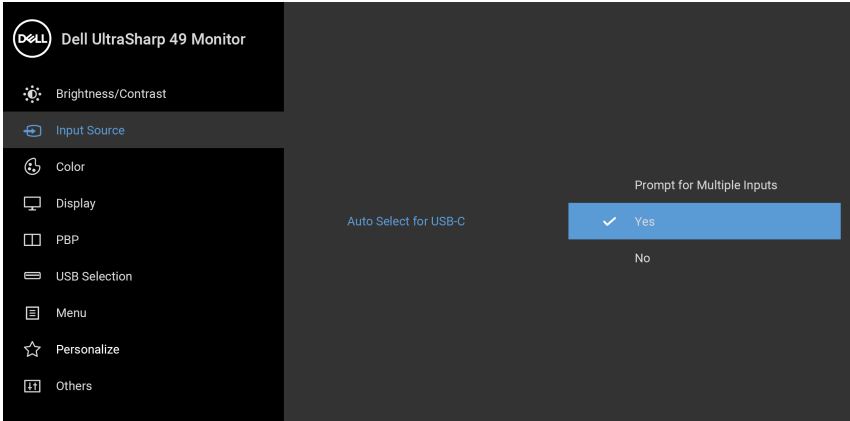 DELL
Dell UltraSharp 49 Monitor
Brightness/Contrast
Input Source
Color
Display
PBP
USB Selection
Menu
Personalize
Others
Auto Select for USB-C
Prompt for Multiple Inputs
Yes
No